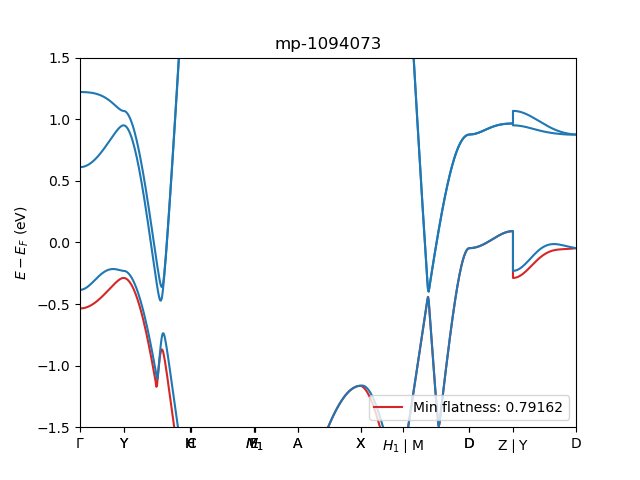 mp-1094073
E − E_F (eV)
1.5
1.0
0.5
0.0
−0.5
−1.0
−1.5
Min flatness: 0.79162
Γ Y A X H₁ | M D Z | Y D